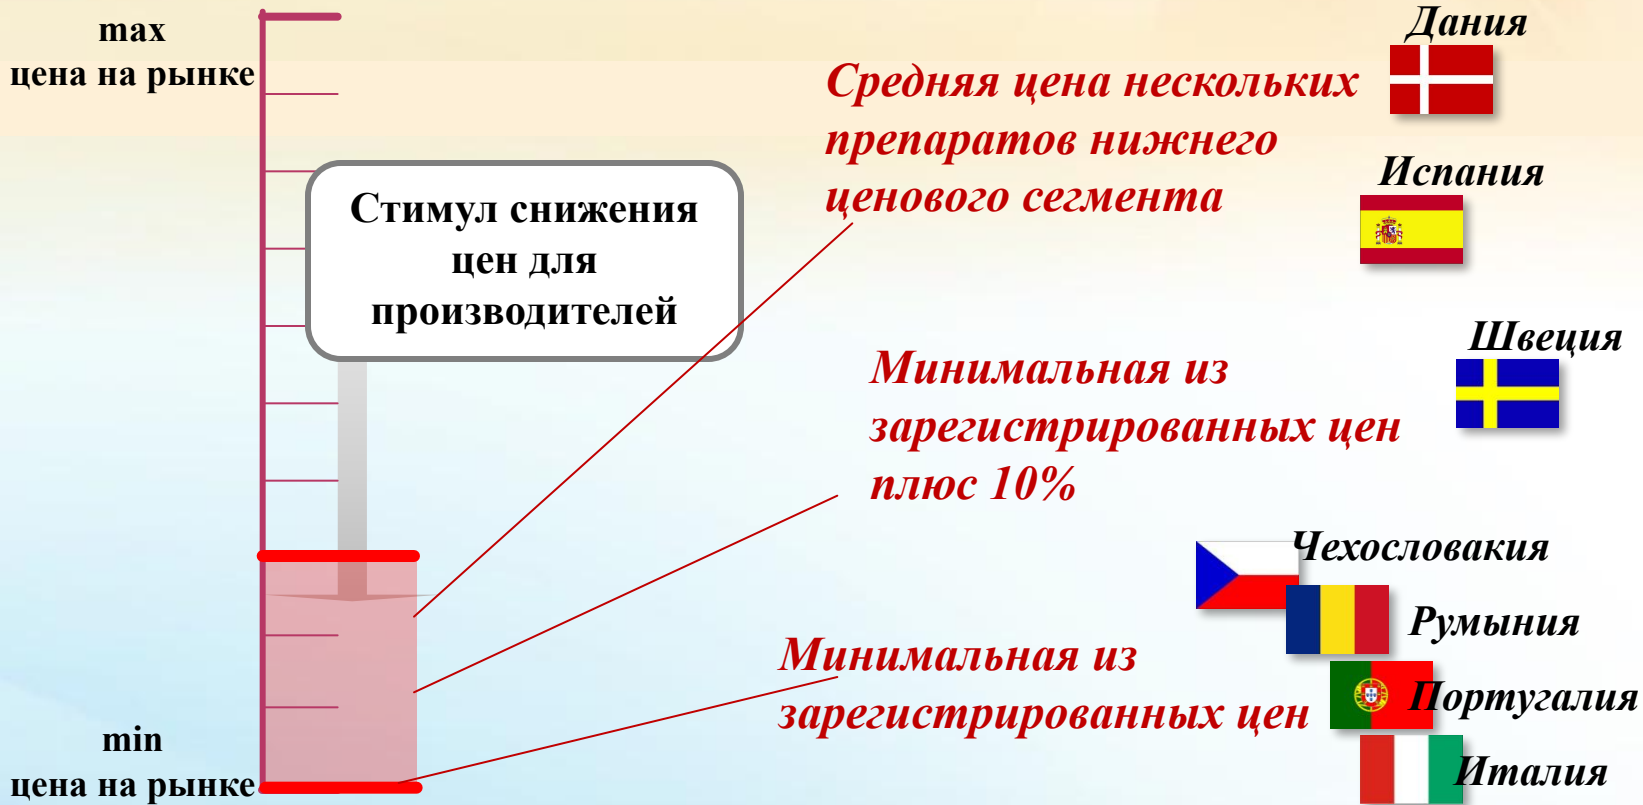 max
цена на рынке
Стимул снижения
цен для
производителей
min
цена на рынке
Средняя цена нескольких
препаратов нижнего
ценового сегмента
Дания
Испания
Минимальная из
зарегистрированных цен
плюс 10%
Швеция
Минимальная из
зарегистрированных цен
Чехословакия
Румыния
Португалия
Италия